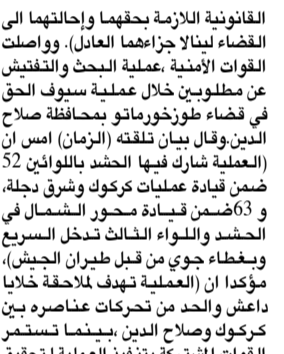 القانونية اللازمة بحقهما وإحالتهما الى
القضاء لينالا جزاءهما العادل). وواصلت
القوات الأمنية ،عملية البحث والتفتيش
عن مطلوبين خلال عملية سيوف الحق
في قضاء طوزخورماتو بمحافظة صلاح
الدين.وقال بيان تلقته (الزمان) امس ان
(العملية شارك فيها الحشد باللوائين 52
ضمن قيادة عمليات كركوك وشرق دجلة،
و 63ضمن قيادة محور الشمال في
الحشد واللواء الثالث تدخل السريع
وبغطاء جوي من قبل طيران الجيش)،
مؤكدا ان (العملية تهدف لملاحقة خلايا
داعش والحد من تحركات عناصره بين
كركوك وصلاح الدين ،بينما تستمر